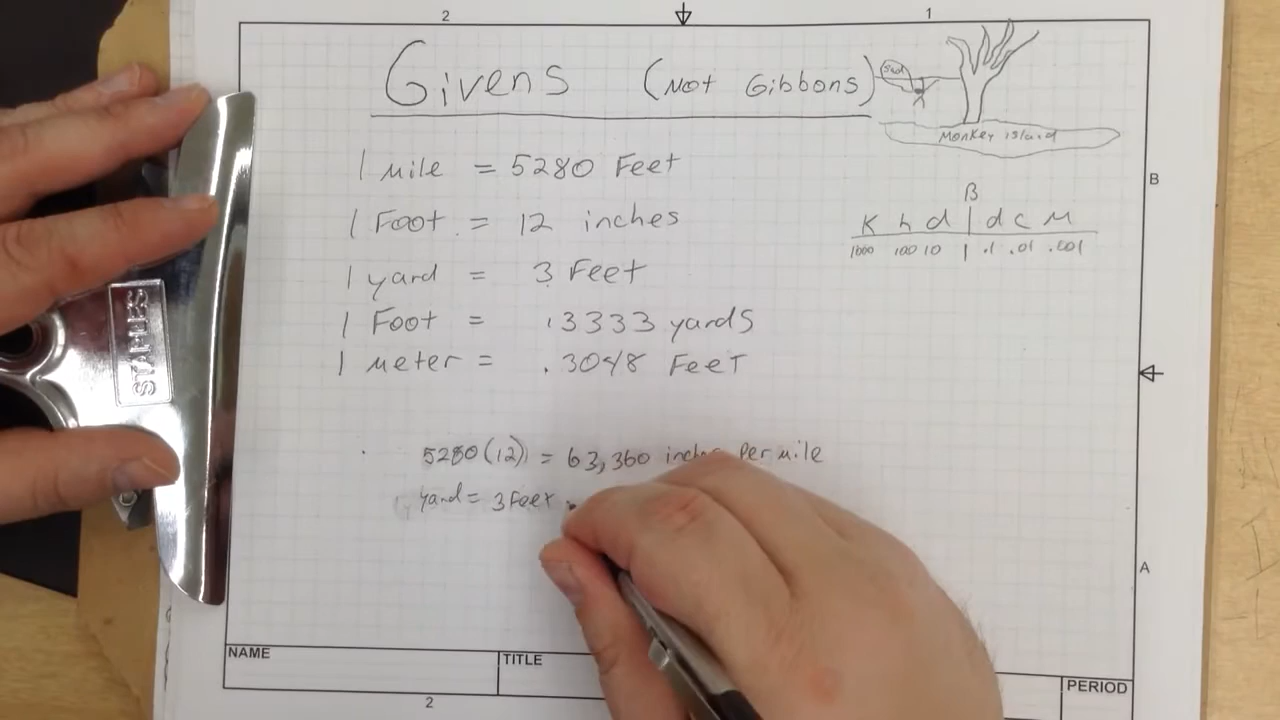 2 1
Givens (Not Gibbons)
Monkey island
B
1 Mile = 5280 Feet
1 Foot = 12 inches
1 yard = 3 Feet
1 Foot = .3333 yards
1 Meter = .3048 Feet
B
K h d | d c M
1000 100 10 1 .1 .01 .001
STAPLES
5280(12) = 63,360 inches Per Mile
yard = 3 Feet
A
NAME TITLE PERIOD
2